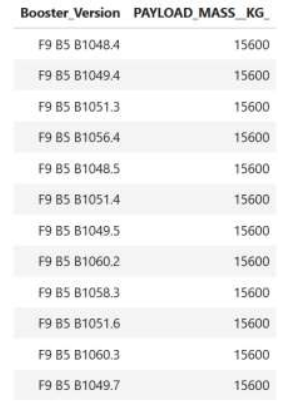 Booster_Version PAYLOAD_MASS__KG_
F9 B5 B1048.4 15600
F9 B5 B1049.4 15600
F9 B5 B1051.3 15600
F9 B5 B1056.4 15600
F9 B5 B1048.5 15600
F9 B5 B1051.4 15600
F9 B5 B1049.5 15600
F9 B5 B1060.2 15600
F9 B5 B1058.3 15600
F9 B5 B1051.6 15600
F9 B5 B1060.3 15600
F9 B5 B1049.7 15600